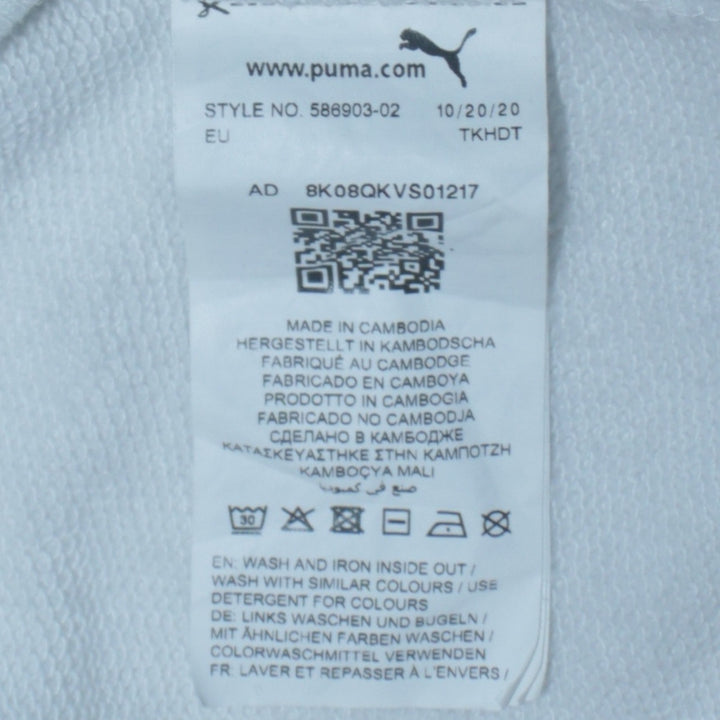 www.puma.com
STYLE NO. 586903-02 10/20/20
EU TKHDT
AD 8K08QKVS01217
MADE IN CAMBODIA
HERGESTELLT IN KAMBODSCHA
FABRIQUÉ AU CAMBODGE
FABRICADO EN CAMBOYA
PRODOTTO IN CAMBOGIA
FABRICADO NO CAMBODJA
СДЕЛАНО В КАМБОДЖЕ
ΚΑΤΑΣΚΕΥΑΣΤΗΚΕ ΣΤΗΝ ΚΑΜΠΟΤΖΗ
KAMBOÇYA MALI
صنع في كمبوديا
30
EN: WASH AND IRON INSIDE OUT /
WASH WITH SIMILAR COLOURS / USE
DETERGENT FOR COLOURS
DE: LINKS WASCHEN UND BÜGELN /
MIT ÄHNLICHEN FARBEN WASCHEN /
COLORWASCHMITTEL VERWENDEN
FR: LAVER ET REPASSER À L'ENVERS /